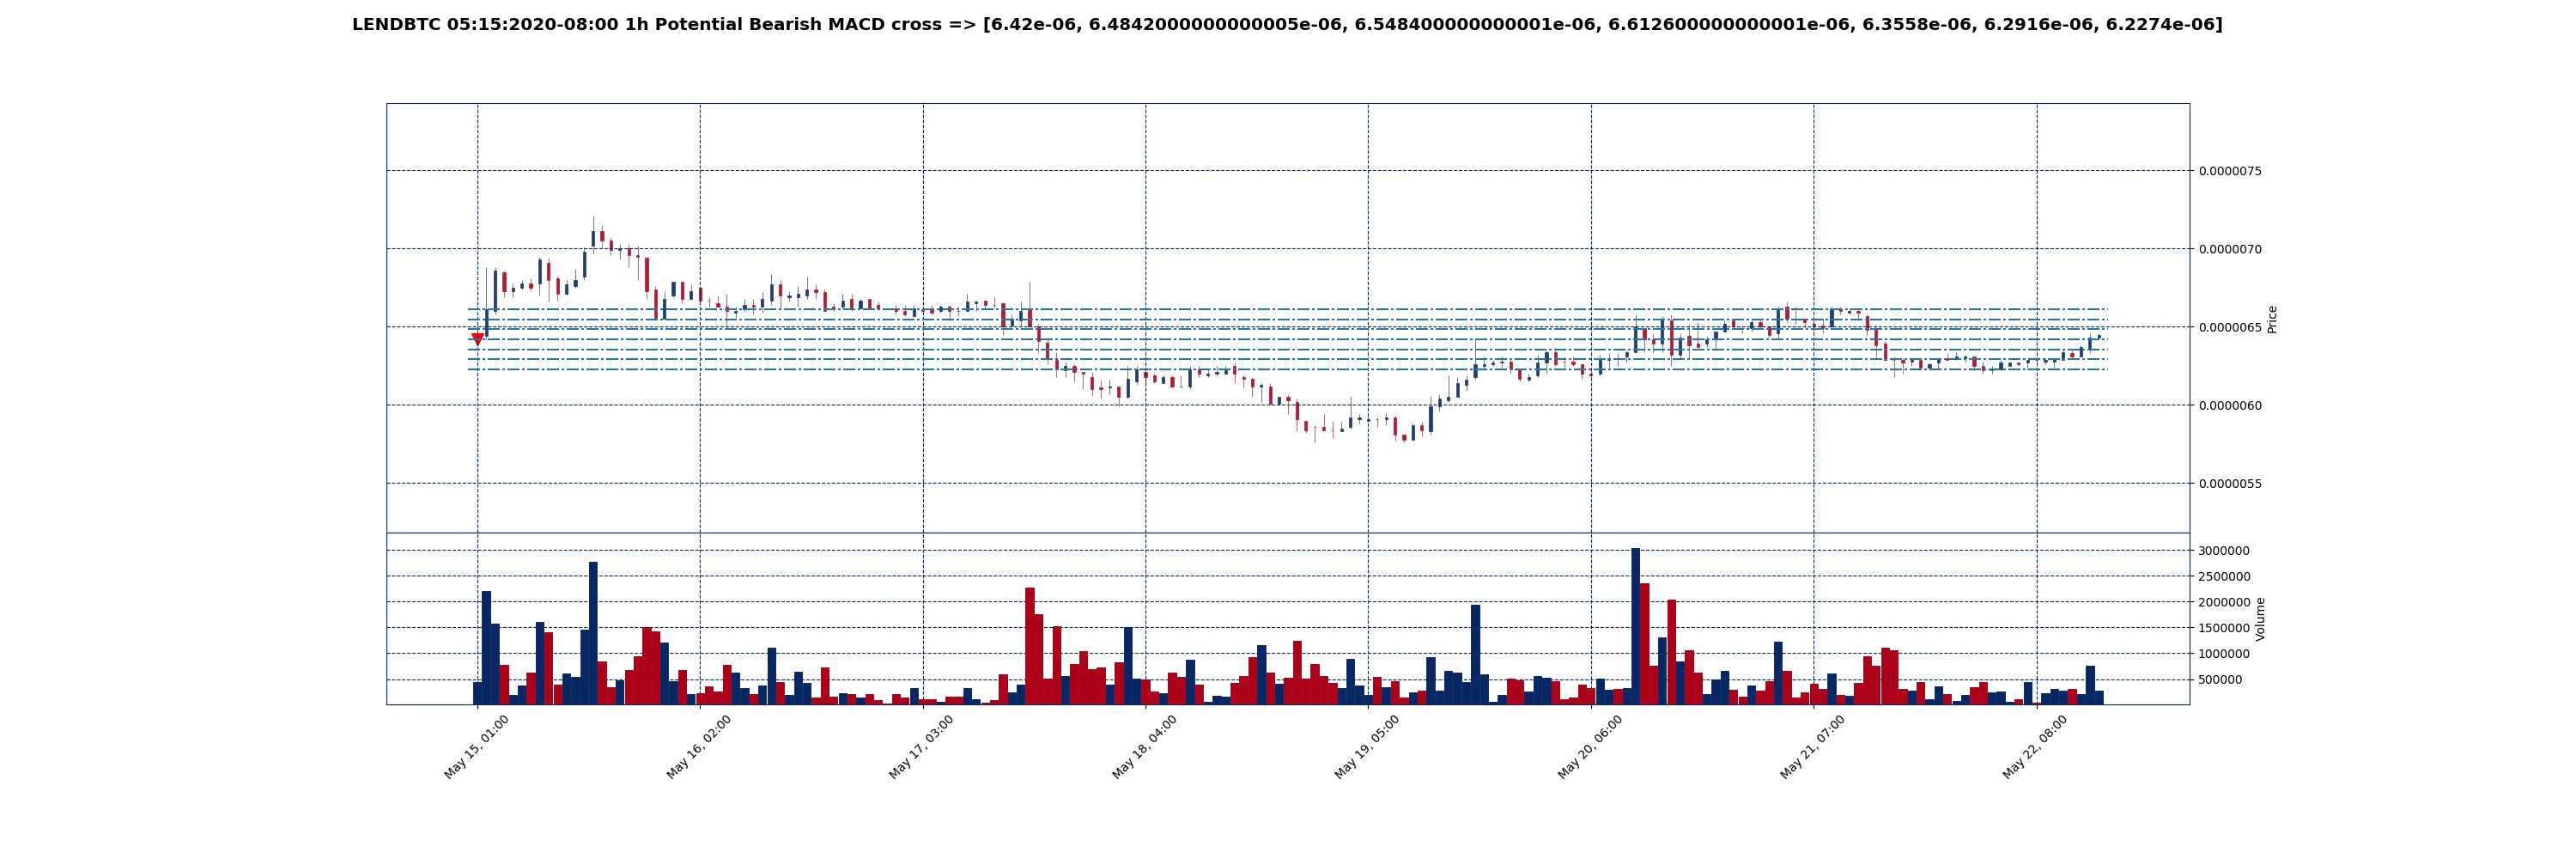 LENDBTC 05:15:2020-08:00 1h Potential Bearish MACD cross => [6.42e-06, 6.4842000000000005e-06, 6.548400000000001e-06, 6.612600000000001e-06, 6.3558e-06, 6.2916e-06, 6.2274e-06]
0.0000075
0.0000070
0.0000065
0.0000060
0.0000055
Price
3000000
2500000
2000000
1500000
1000000
500000
Volume
May 15, 01:00
May 16, 02:00
May 17, 03:00
May 18, 04:00
May 19, 05:00
May 20, 06:00
May 21, 07:00
May 22, 08:00